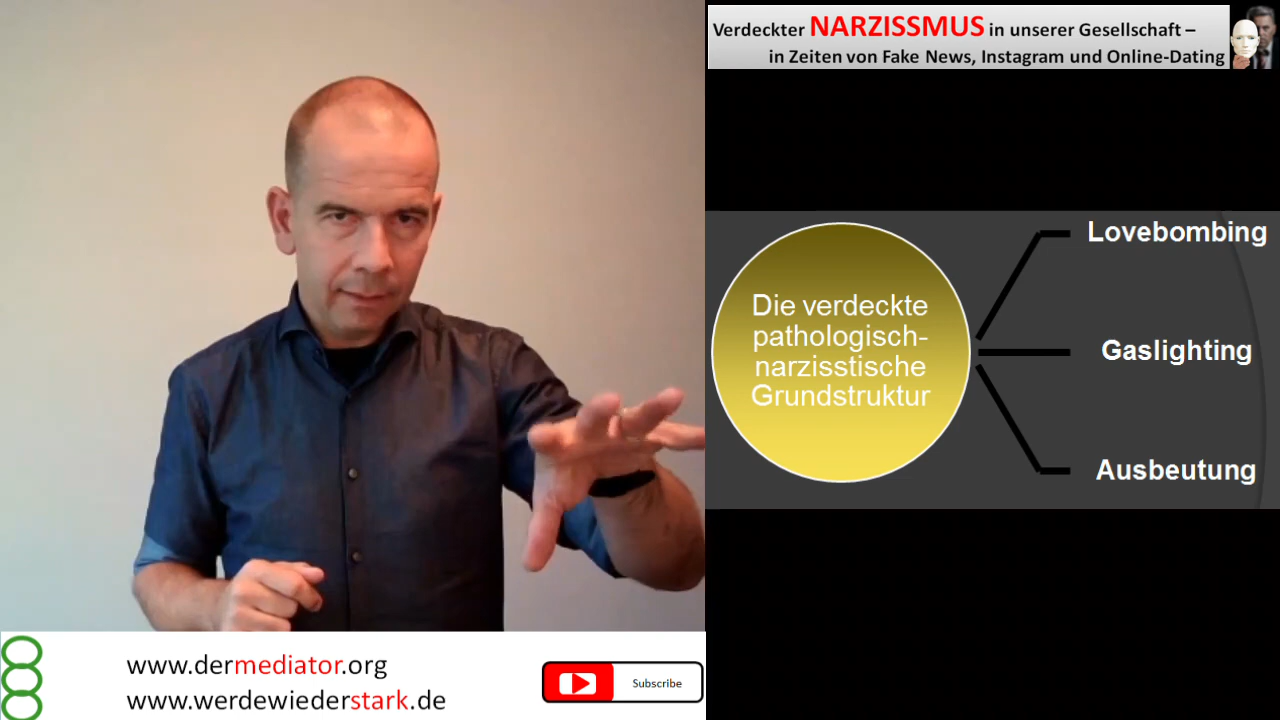 Verdeckter NARZISSMUS in unserer Gesellschaft –
in Zeiten von Fake News, Instagram und Online-Dating
Die verdeckte
pathologisch-
narzisstische
Grundstruktur
Lovebombing
Gaslighting
Ausbeutung
www.dermediator.org
www.werdewiederstark.de
Subscribe